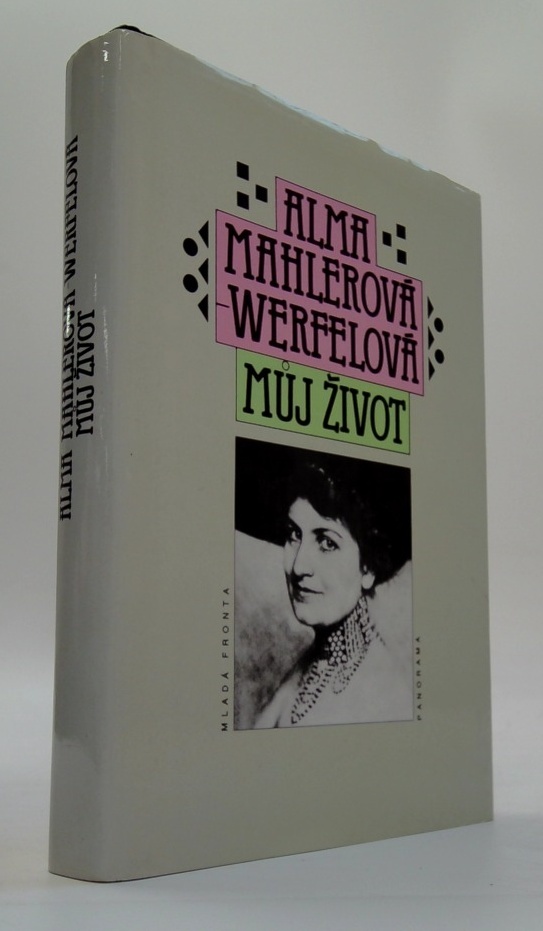 ALMA MAHLEROVÁ-WERFELOVÁ
MŮJ ŽIVOT
ALMA
MAHLEROVÁ
-WERFELOVÁ
MŮJ ŽIVOT
MLADÁ FRONTA
PANORAMA